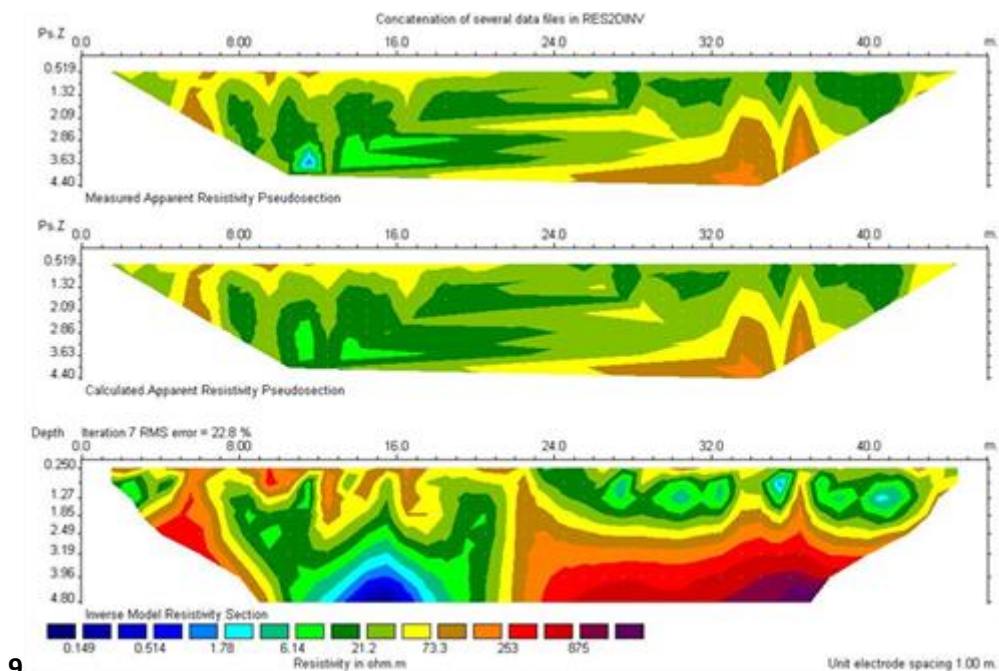 Concatenation of several data files in RES2DINV
Ps.Z 0.0 8.00 16.0 24.0 32.0 40.0 m.
0.519
1.32
2.09
2.86
3.63
4.40
Measured Apparent Resistivity Pseudosection
Ps.Z 0.0 8.00 16.0 24.0 32.0 40.0 m.
0.519
1.32
2.09
2.86
3.63
4.40
Calculated Apparent Resistivity Pseudosection
Depth Iteration 7 RMS error = 22.8 %
0.0 8.00 16.0 24.0 32.0 40.0 m.
0.250
1.27
1.85
2.49
3.19
3.96
4.80
Inverse Model Resistivity Section
0.149 0.514 1.78 6.14 21.2 73.3 253 875
Resistivity in ohm.m
Unit electrode spacing 1.00 m.
9